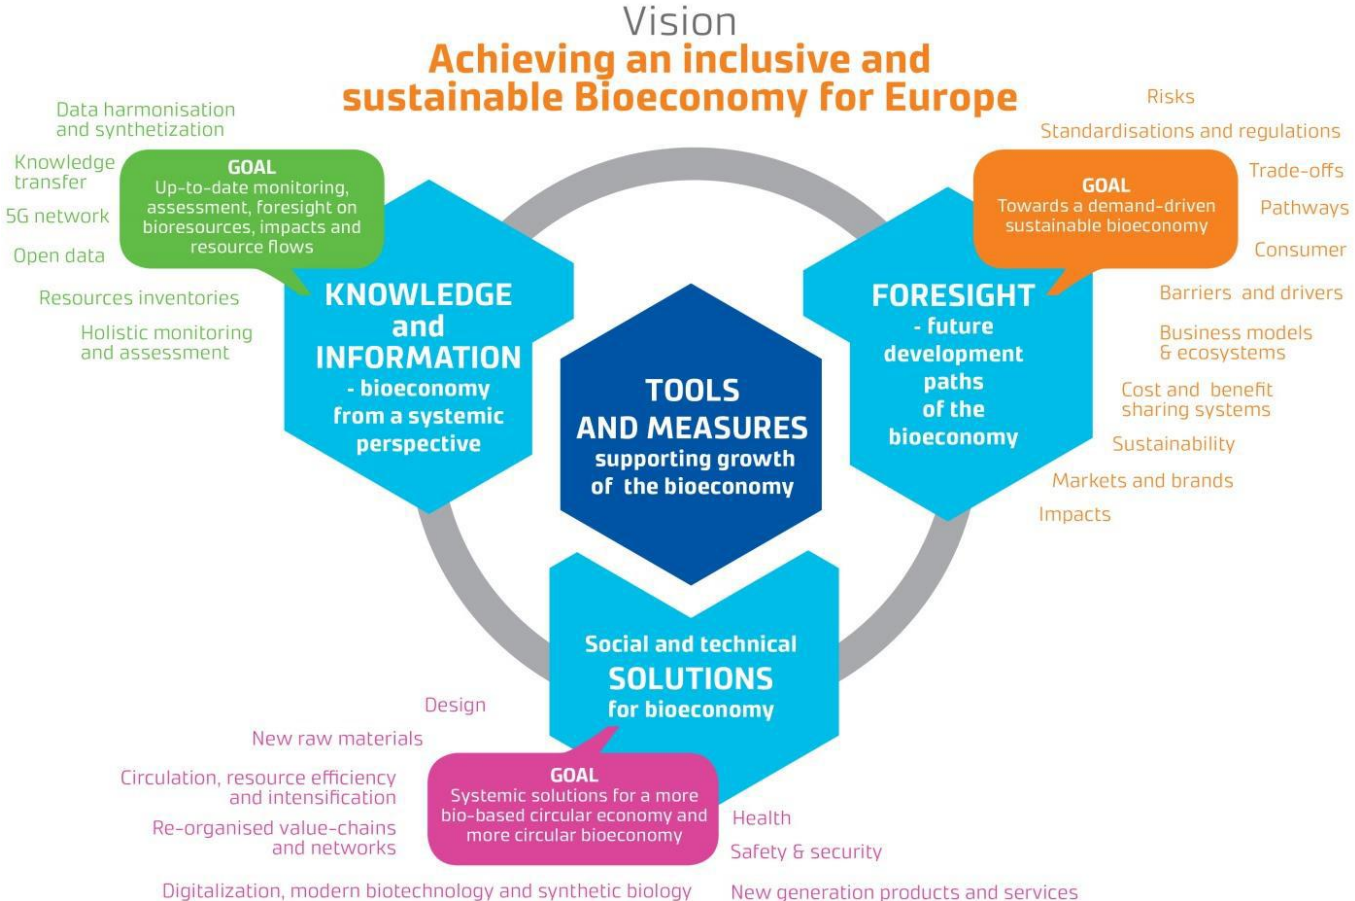 Vision
Achieving an inclusive and
sustainable Bioeconomy for Europe
Data harmonisation
and synthetization
Knowledge
transfer
5G network
Open data
Resources inventories
Holistic monitoring
and assessment
GOAL
Up-to-date monitoring,
assessment, foresight on
bioresources, impacts and
resource flows
KNOWLEDGE
and
INFORMATION
- bioeconomy
from a systemic
perspective
TOOLS
AND MEASURES
supporting growth
of the bioeconomy
GOAL
Towards a demand-driven
sustainable bioeconomy
FORESIGHT
- future
development
paths
of the
bioeconomy
Risks
Standardisations and regulations
Trade-offs
Pathways
Consumer
Barriers and drivers
Business models
& ecosystems
Cost and benefit
sharing systems
Sustainability
Markets and brands
Impacts
Social and technical
SOLUTIONS
for bioeconomy
GOAL
Systemic solutions for a more
bio-based circular economy and
more circular bioeconomy
Design
New raw materials
Circulation, resource efficiency
and intensification
Re-organised value-chains
and networks
Digitalization, modern biotechnology and synthetic biology
Health
Safety & security
New generation products and services